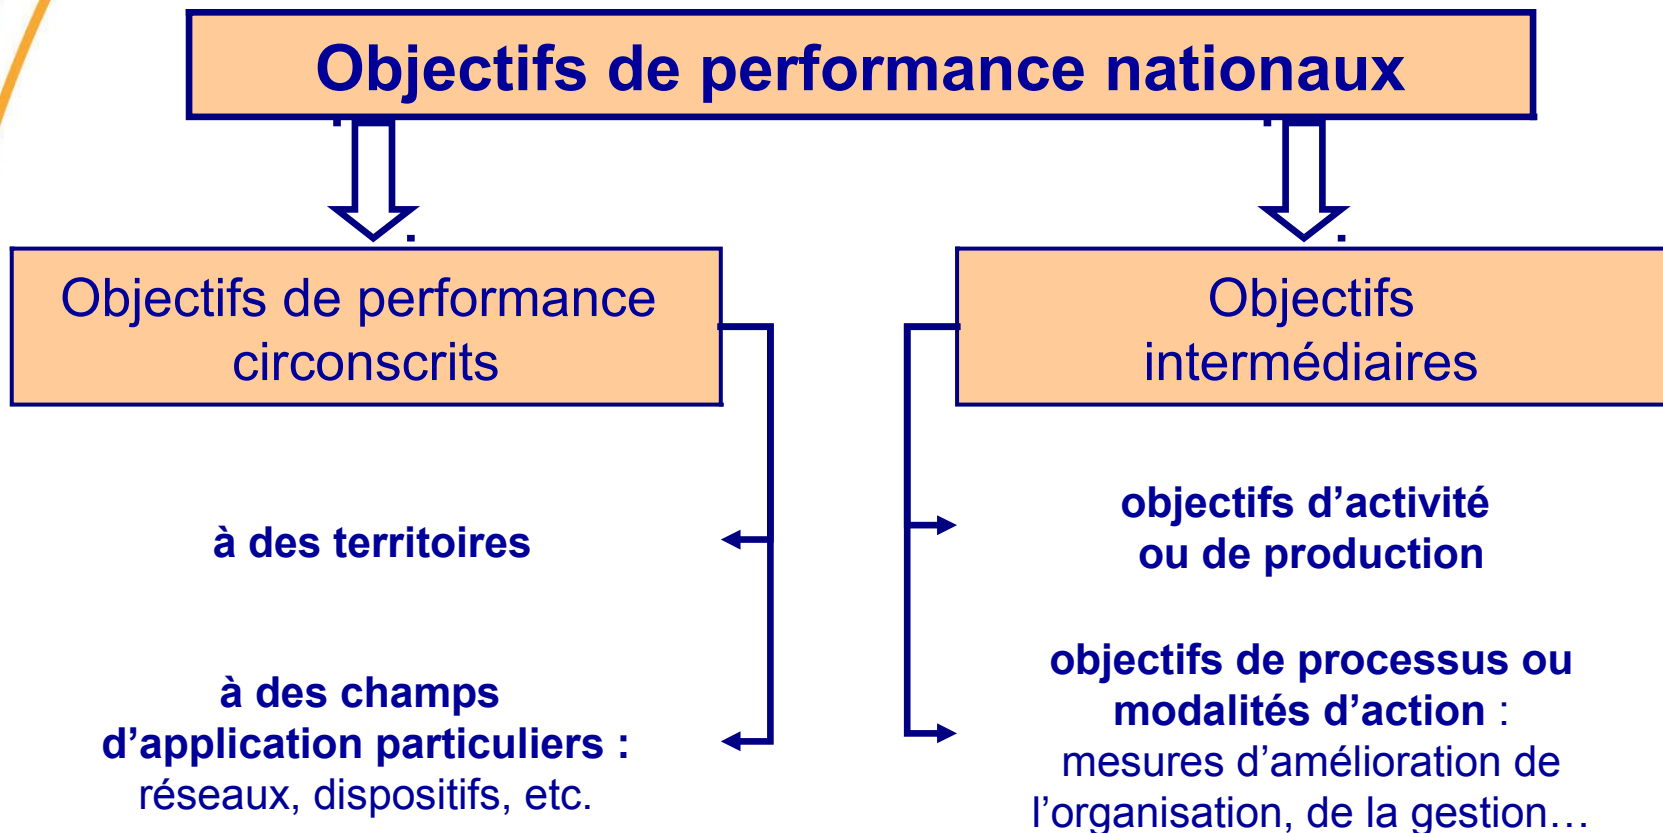 Objectifs de performance nationaux
Objectifs de performance
circonscrits
à des territoires
à des champs
d’application particuliers :
réseaux, dispositifs, etc.
Objectifs
intermédiaires
objectifs d’activité
ou de production
objectifs de processus ou
modalités d’action :
mesures d’amélioration de
l’organisation, de la gestion…